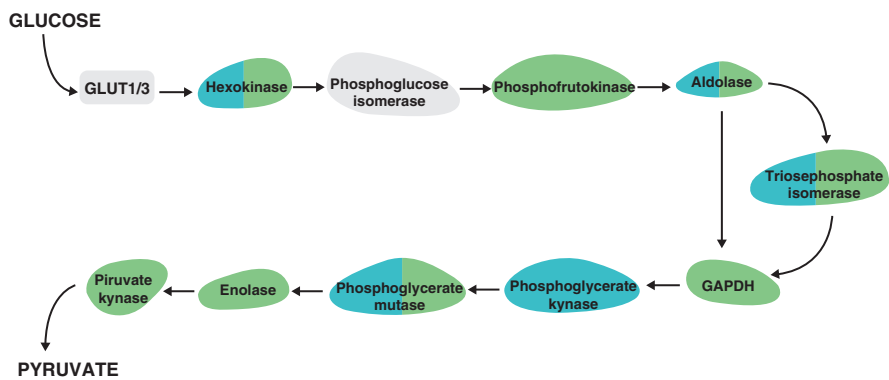 GLUCOSE
GLUT1/3
Hexokinase
Phosphoglucose
isomerase
Phosphofrutokinase
Aldolase
Triosephosphate
isomerase
GAPDH
Phosphoglycerate
kynase
Phosphoglycerate
mutase
Enolase
Piruvate
kynase
PYRUVATE